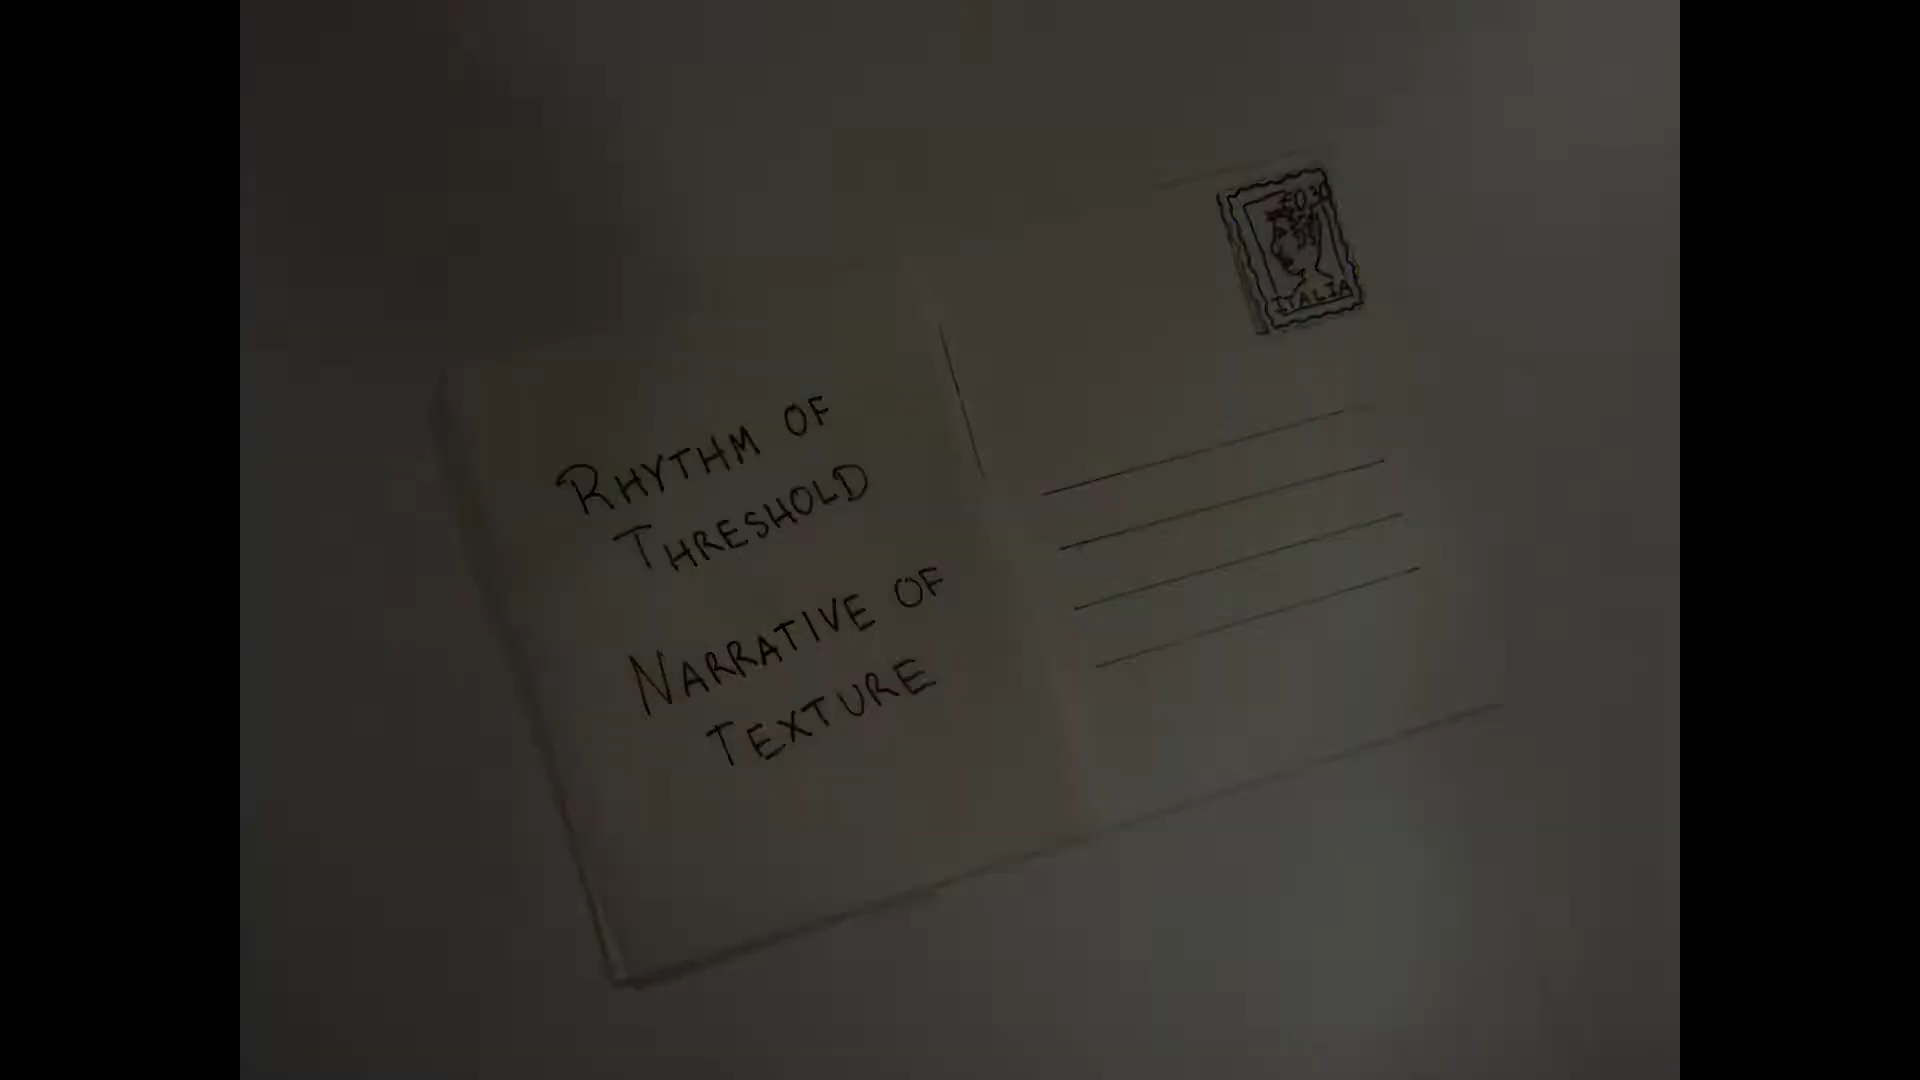 RHYTHM OF
THRESHOLD
NARRATIVE OF
TEXTURE
ITALIA